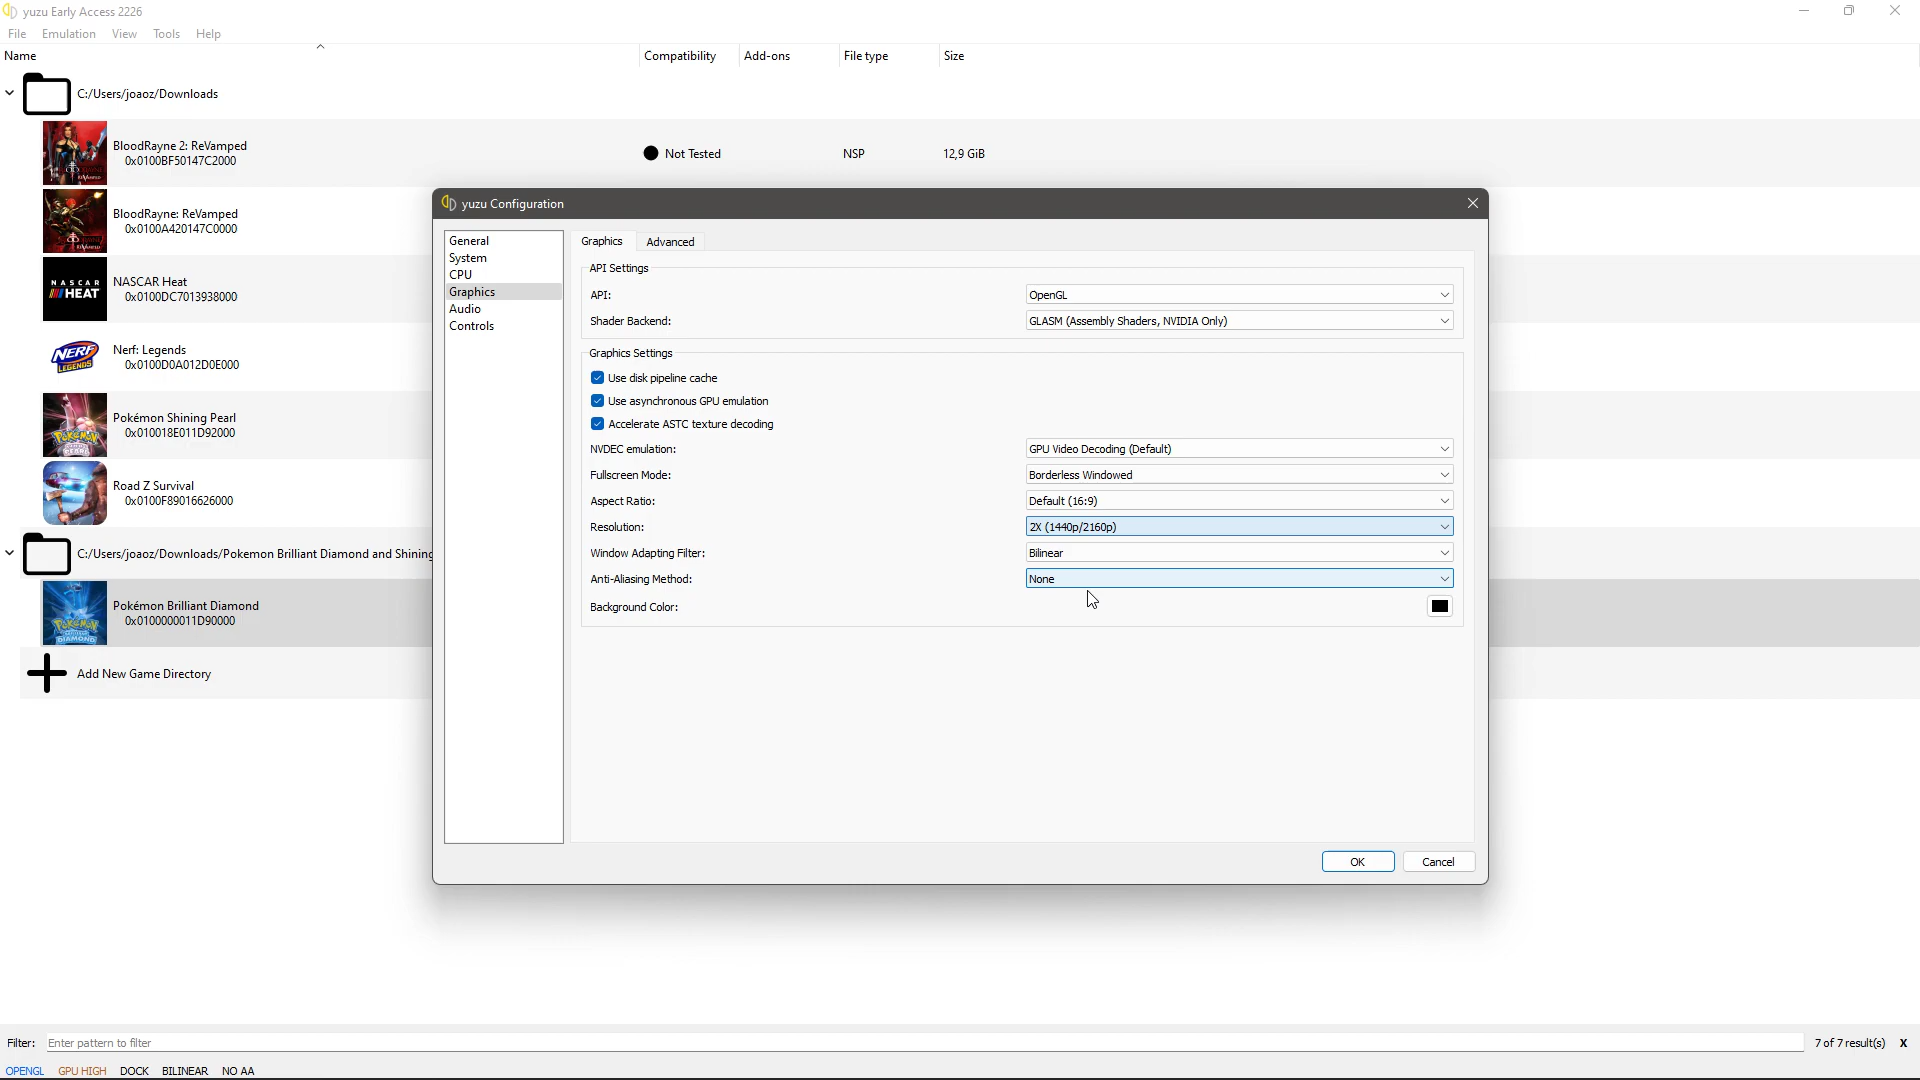 yuzu Early Access 2226
File Emulation View Tools Help
Name Compatibility Add-ons File type Size
C:/Users/joaoz/Downloads
BloodRayne 2: ReVamped
0x0100BF50147C2000
Not Tested NSP 12,9 GiB
BloodRayne: ReVamped
0x0100A420147C0000
NASCAR HEAT
NASCAR Heat
0x0100DC7013938000
NERF LEGENDS
Nerf: Legends
0x0100D0A012D0E000
Pokémon Shining Pearl
0x010018E011D92000
Road Z Survival
0x0100F89016626000
C:/Users/joaoz/Downloads/Pokemon Brilliant Diamond and Shining
Pokémon Brilliant Diamond
0x0100000011D90000
Add New Game Directory
yuzu Configuration
General
System
CPU
Graphics
Audio
Controls
Graphics Advanced
API Settings
API: OpenGL
Shader Backend: GLASM (Assembly Shaders, NVIDIA Only)
Graphics Settings
Use disk pipeline cache
Use asynchronous GPU emulation
Accelerate ASTC texture decoding
NVDEC emulation: GPU Video Decoding (Default)
Fullscreen Mode: Borderless Windowed
Aspect Ratio: Default (16:9)
Resolution: 2X (1440p/2160p)
Window Adapting Filter: Bilinear
Anti-Aliasing Method: None
Background Color:
OK Cancel
Filter: Enter pattern to filter 7 of 7 result(s) X
OPENGL GPU HIGH DOCK BILINEAR NO AA